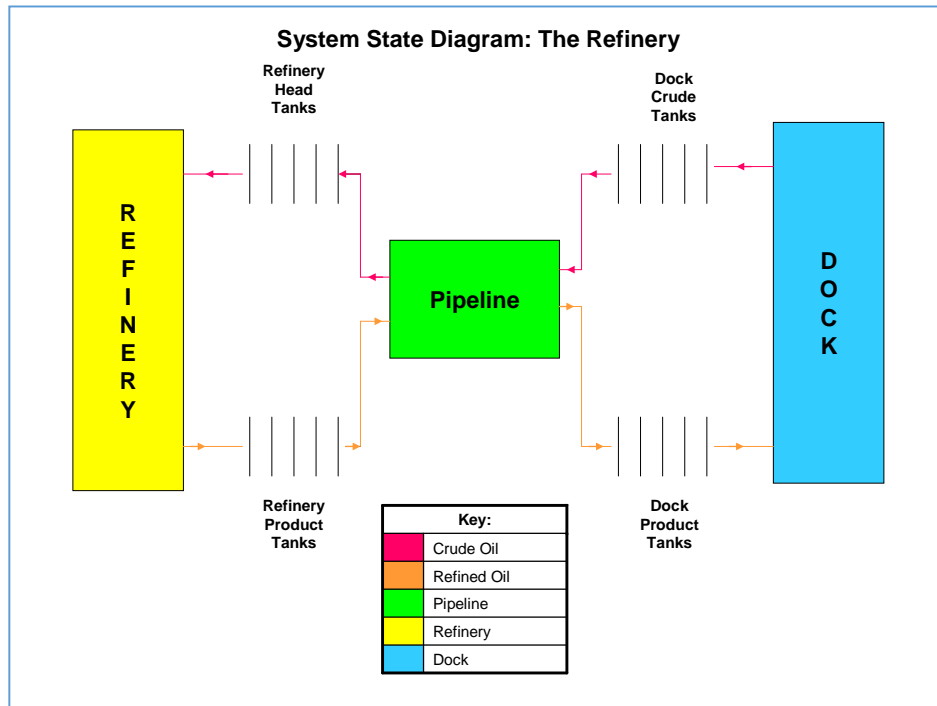 System State Diagram: The Refinery
Refinery
Head
Tanks
Dock
Crude
Tanks
R
E
F
I
N
E
R
Y
Pipeline
D
O
C
K
Refinery
Product
Tanks
Dock
Product
Tanks
Key:
Crude Oil
Refined Oil
Pipeline
Refinery
Dock